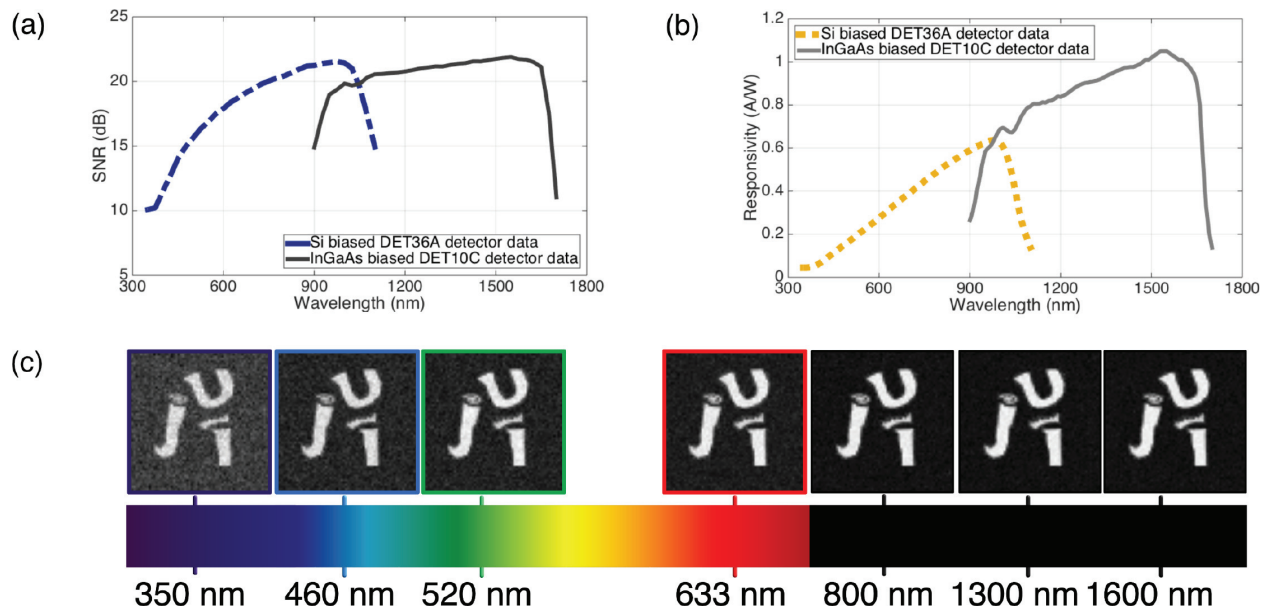 (a)
25
20
15
10
5
SNR (dB)
300 600 900 1200 1500 1800
Wavelength (nm)
Si biased DET36A detector data
InGaAs biased DET10C detector data
(b)
1.2
1
0.8
0.6
0.4
0.2
0
Responsivity (A/W)
300 600 900 1200 1500 1800
Wavelength (nm)
Si biased DET36A detector data
InGaAs biased DET10C detector data
(c)
350 nm 460 nm 520 nm 633 nm 800 nm 1300 nm 1600 nm